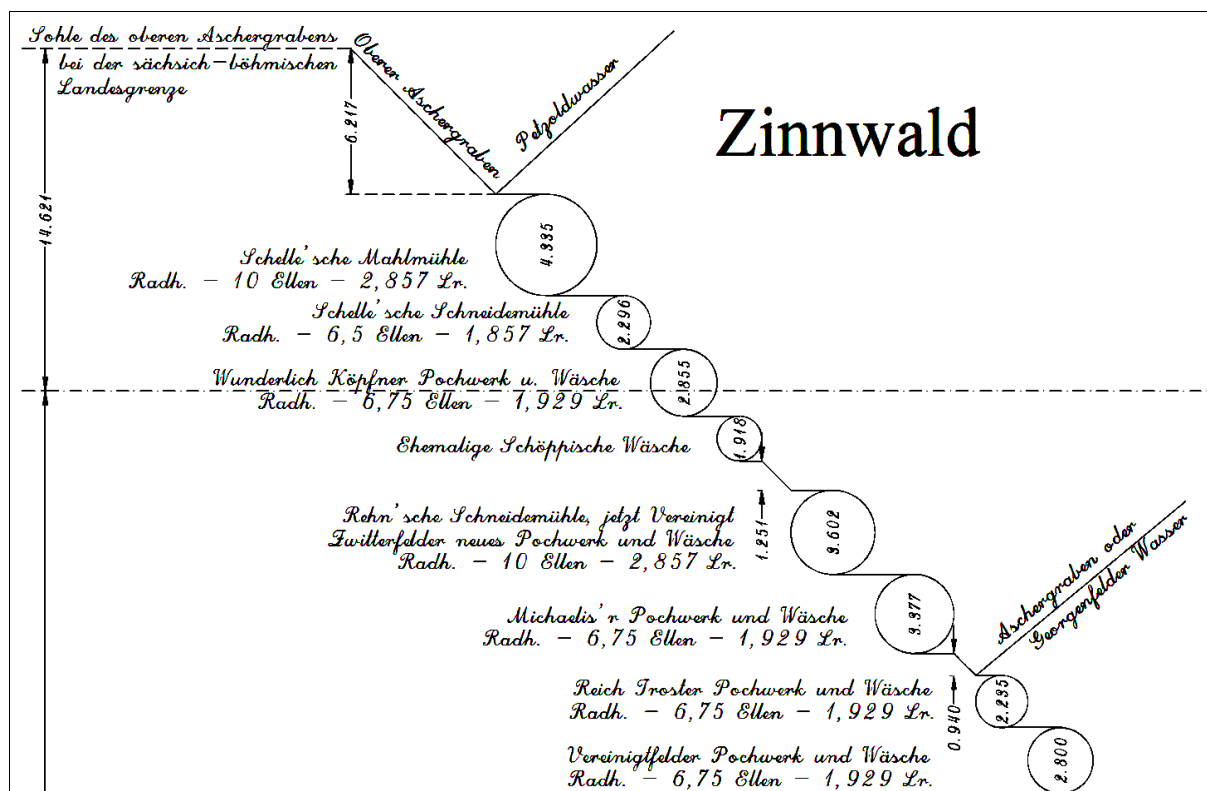 Sohle des oberen Aschergrabens
bei der sächsich-böhmischen
Landesgrenze
Oberer Aschergraben
Petzoldwasser
Zinnwald
6.217
14.621
4.335
Schelle'sche Mahlmühle
Radh. - 10 Ellen - 2,857 Lr.
Schelle'sche Schneidemühle
Radh. - 6,5 Ellen - 1,857 Lr.
2.296
Wunderlich Köpfner Pochwerk u. Wäsche
Radh. - 6,75 Ellen - 1,929 Lr.
2.855
Ehemalige Schöppische Wäsche
1.918
1.251
Rehn'sche Schneidemühle, jetzt Vereinigt
Zwitterfelder neues Pochwerk und Wäsche
Radh. - 10 Ellen - 2,857 Lr.
3.602
Michaelis'r Pochwerk und Wäsche
Radh. - 6,75 Ellen - 1,929 Lr.
3.377
Aschergraben oder
Georgenfelder Wasser
0.940
Reich Troster Pochwerk und Wäsche
Radh. - 6,75 Ellen - 1,929 Lr.
2.235
Vereinigtfelder Pochwerk und Wäsche
Radh. - 6,75 Ellen - 1,929 Lr.
2.800